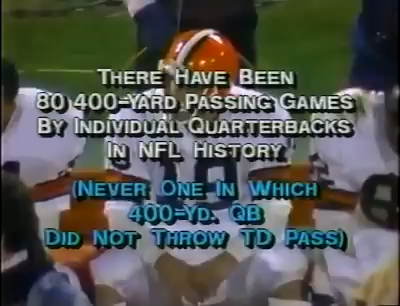 There Have Been
80 400-Yard Passing Games
By Individual Quarterbacks
In NFL History
(Never One In Which
400-Yd. QB
Did Not Throw TD Pass)